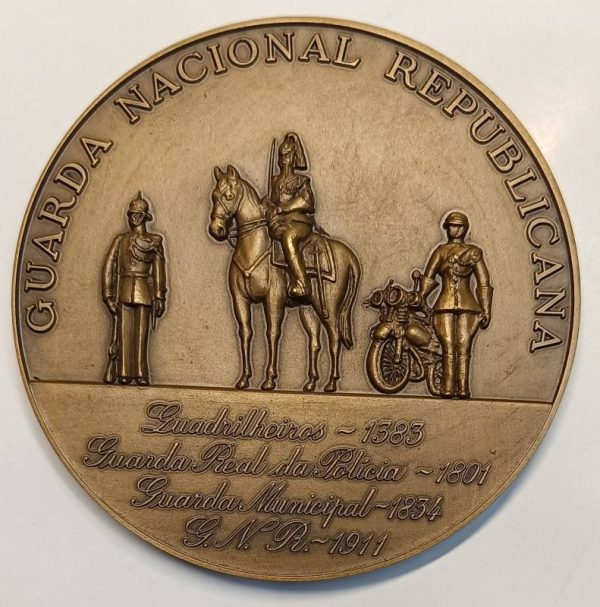 GUARDA NACIONAL REPUBLICANA
Quadrilheiros ~ 1383
Guarda Real da Polícia ~ 1801
Guarda Municipal ~ 1834
G. N. R. ~ 1911